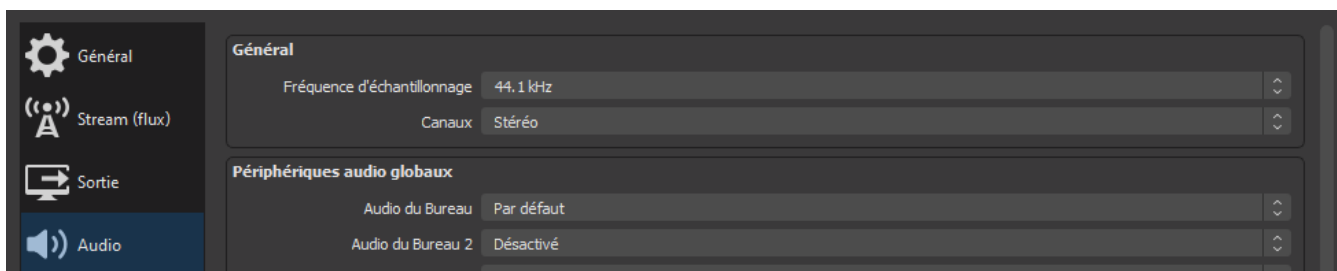 Général
Stream (flux)
Sortie
Audio
Général
Fréquence d'échantillonnage 44.1 kHz
Canaux Stéréo
Périphériques audio globaux
Audio du Bureau Par défaut
Audio du Bureau 2 Désactivé